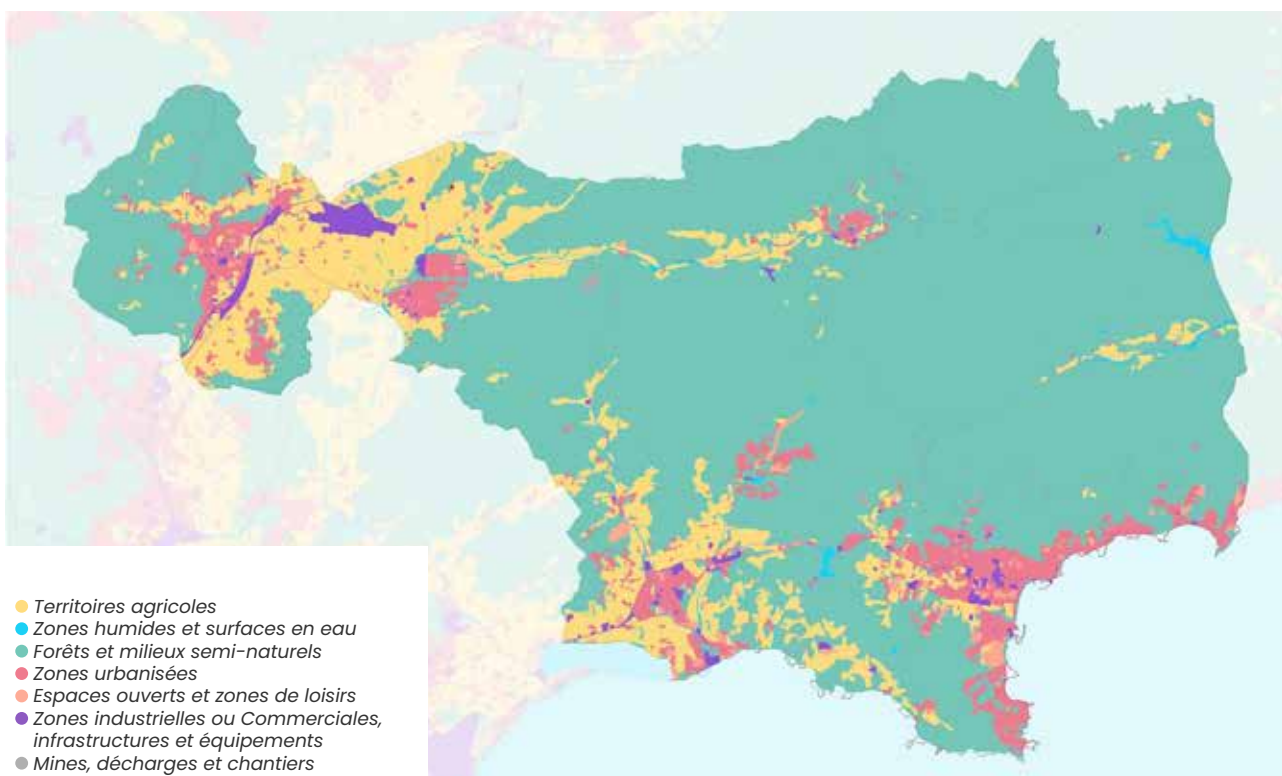 Territoires agricoles
Zones humides et surfaces en eau
Forêts et milieux semi-naturels
Zones urbanisées
Espaces ouverts et zones de loisirs
Zones industrielles ou Commerciales,
infrastructures et équipements
Mines, décharges et chantiers